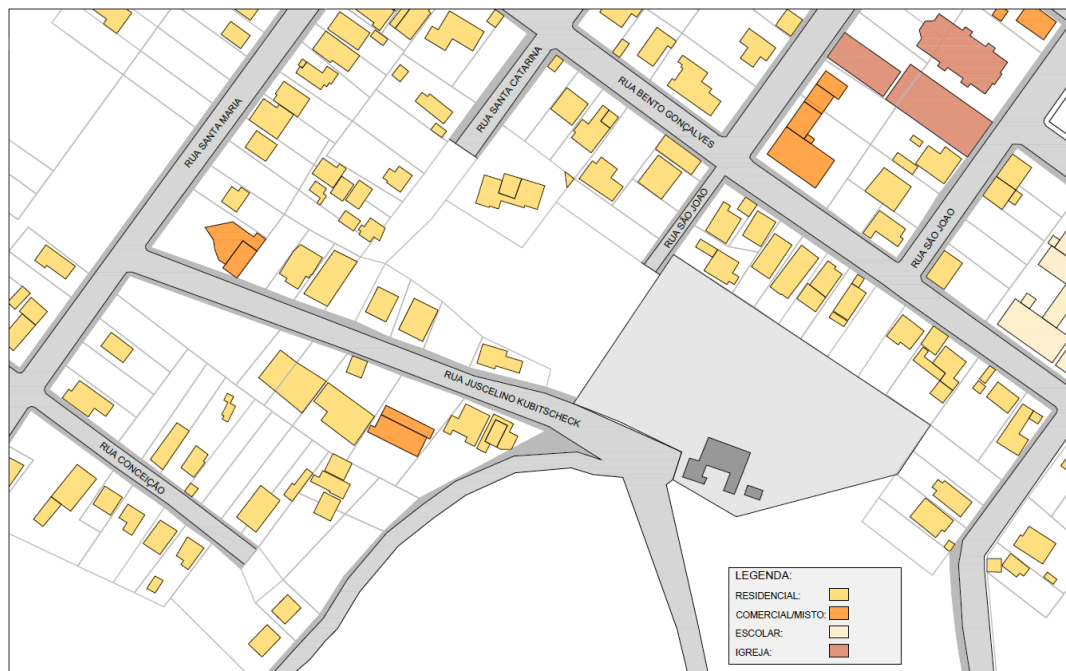 RUA SANTA MARIA
RUA SANTA CATARINA
RUA BENTO GONÇALVES
RUA SÃO JOÃO
RUA SÃO JOAO
RUA JUSCELINO KUBITSCHECK
RUA CONCEIÇÃO
LEGENDA:
RESIDENCIAL:
COMERCIAL/MISTO:
ESCOLAR:
IGREJA: